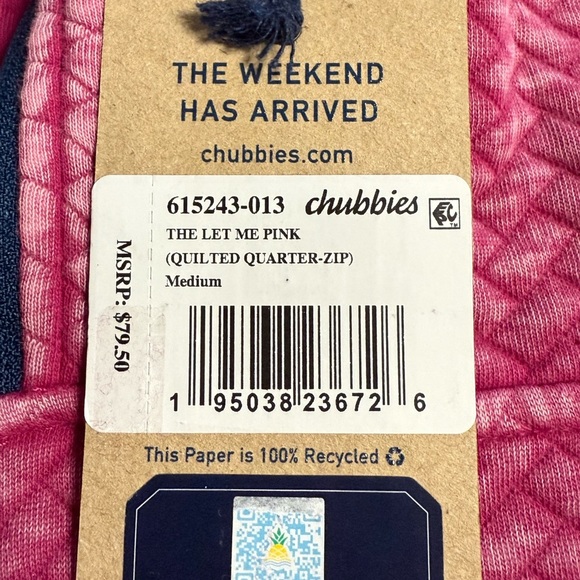 THE WEEKEND
HAS ARRIVED
chubbies.com
615243-013 chubbies
THE LET ME PINK
(QUILTED QUARTER-ZIP)
Medium
MSRP: $79.50
1 95038 23672 6
This Paper is 100% Recycled